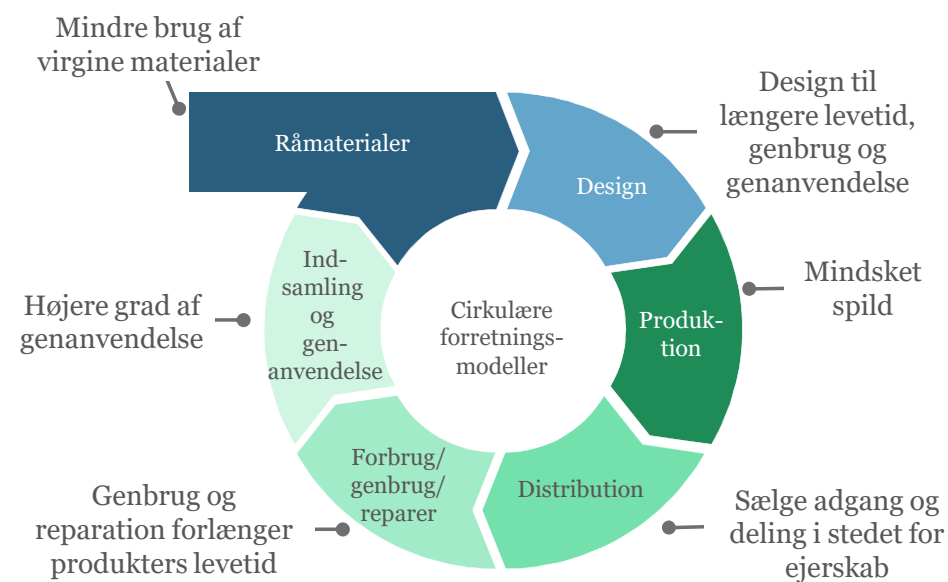 Mindre brug af
virgine materialer
Råmaterialer
Design
Design til
længere levetid,
genbrug og
genanvendelse
Produk-
tion
Mindsket
spild
Distribution
Sælge adgang og
deling i stedet for
ejerskab
Forbrug/
genbrug/
reparer
Genbrug og
reparation forlænger
produkters levetid
Ind-
samling
og
gen-
anvendelse
Højere grad af
genanvendelse
Cirkulære
forretnings-
modeller